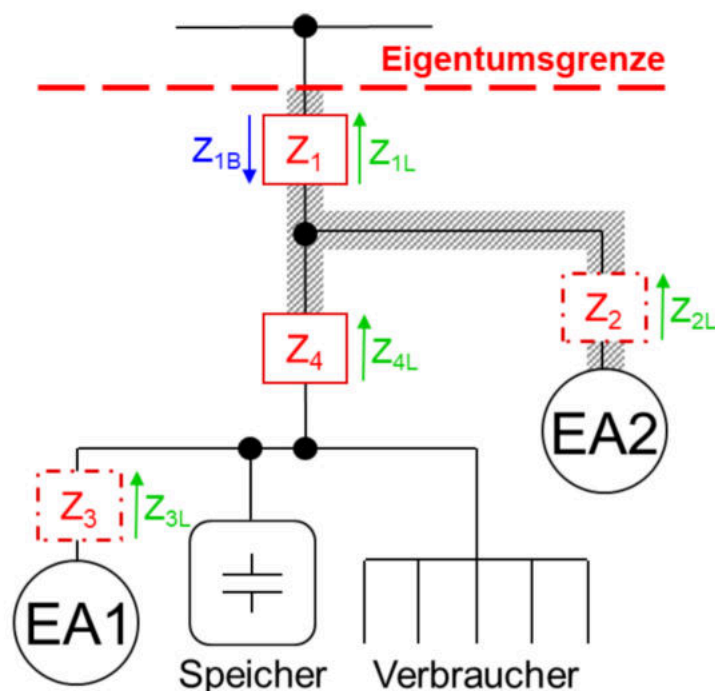 Eigentumsgrenze
Z1B
Z1
Z1L
Z2
Z2L
Z4
Z4L
EA2
Z3
Z3L
EA1
Speicher
Verbraucher